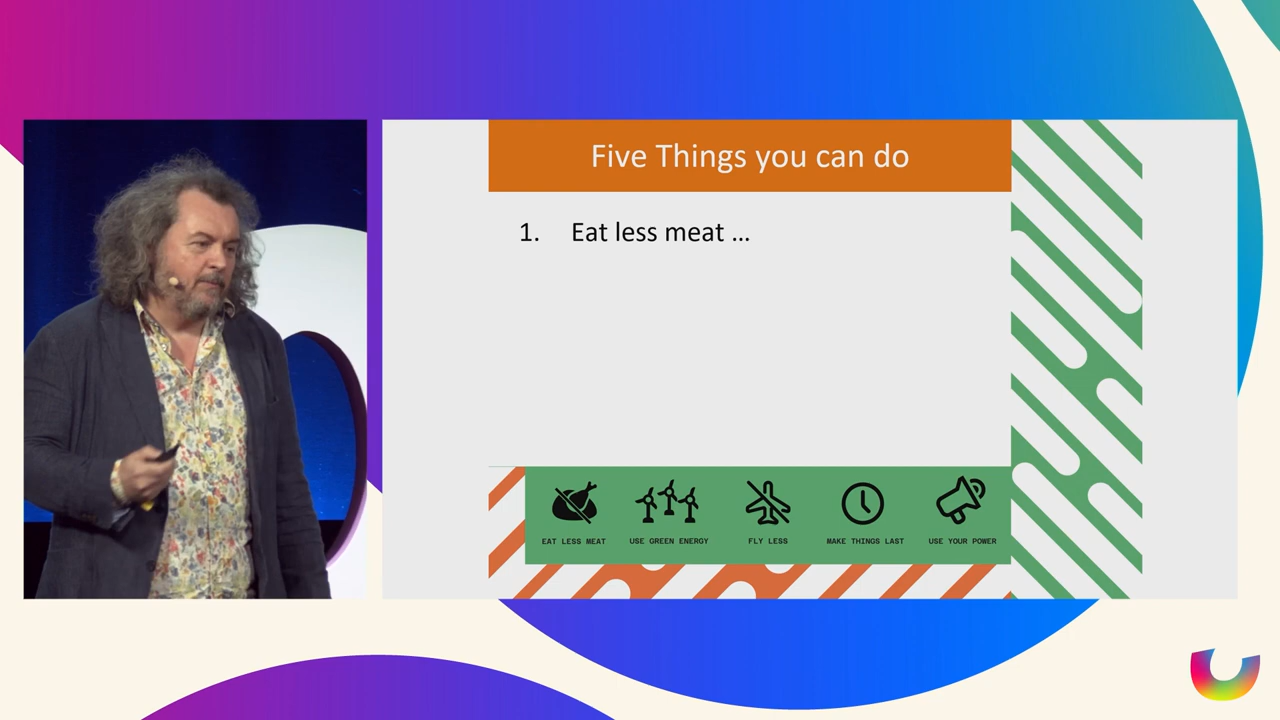 Five Things you can do
1. Eat less meat ...
EAT LESS MEAT USE GREEN ENERGY FLY LESS MAKE THINGS LAST USE YOUR POWER